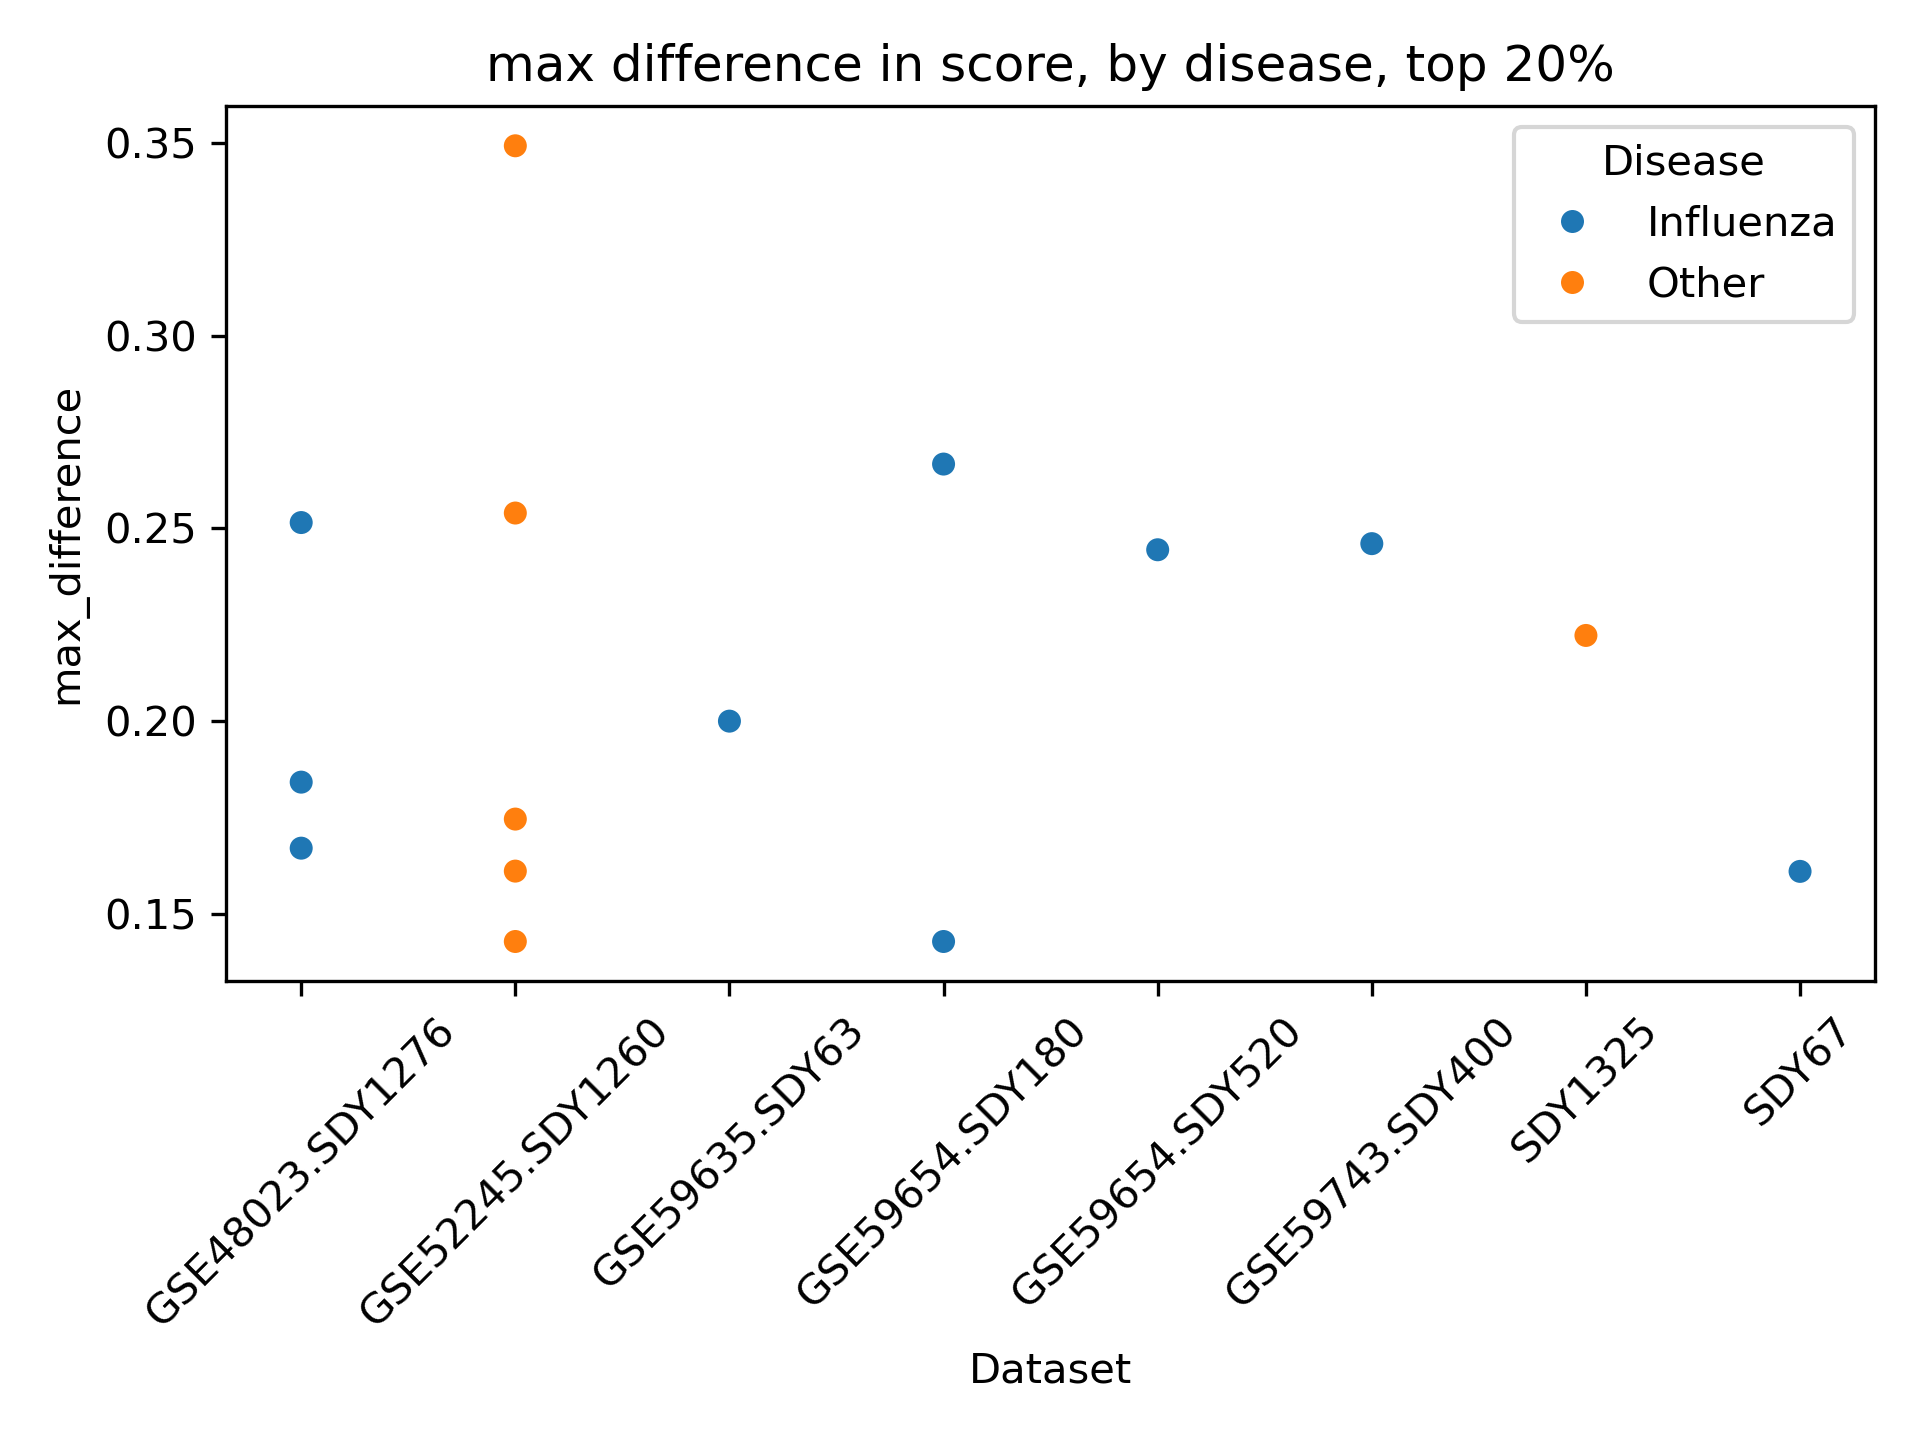 max difference in score, by disease, top 20%
Disease
Influenza
Other
max_difference
0.35
0.30
0.25
0.20
0.15
GSE48023.SDY1276
GSE52245.SDY1260
GSE59635.SDY63
GSE59654.SDY180
GSE59654.SDY520
GSE59743.SDY400
SDY1325
SDY67
Dataset